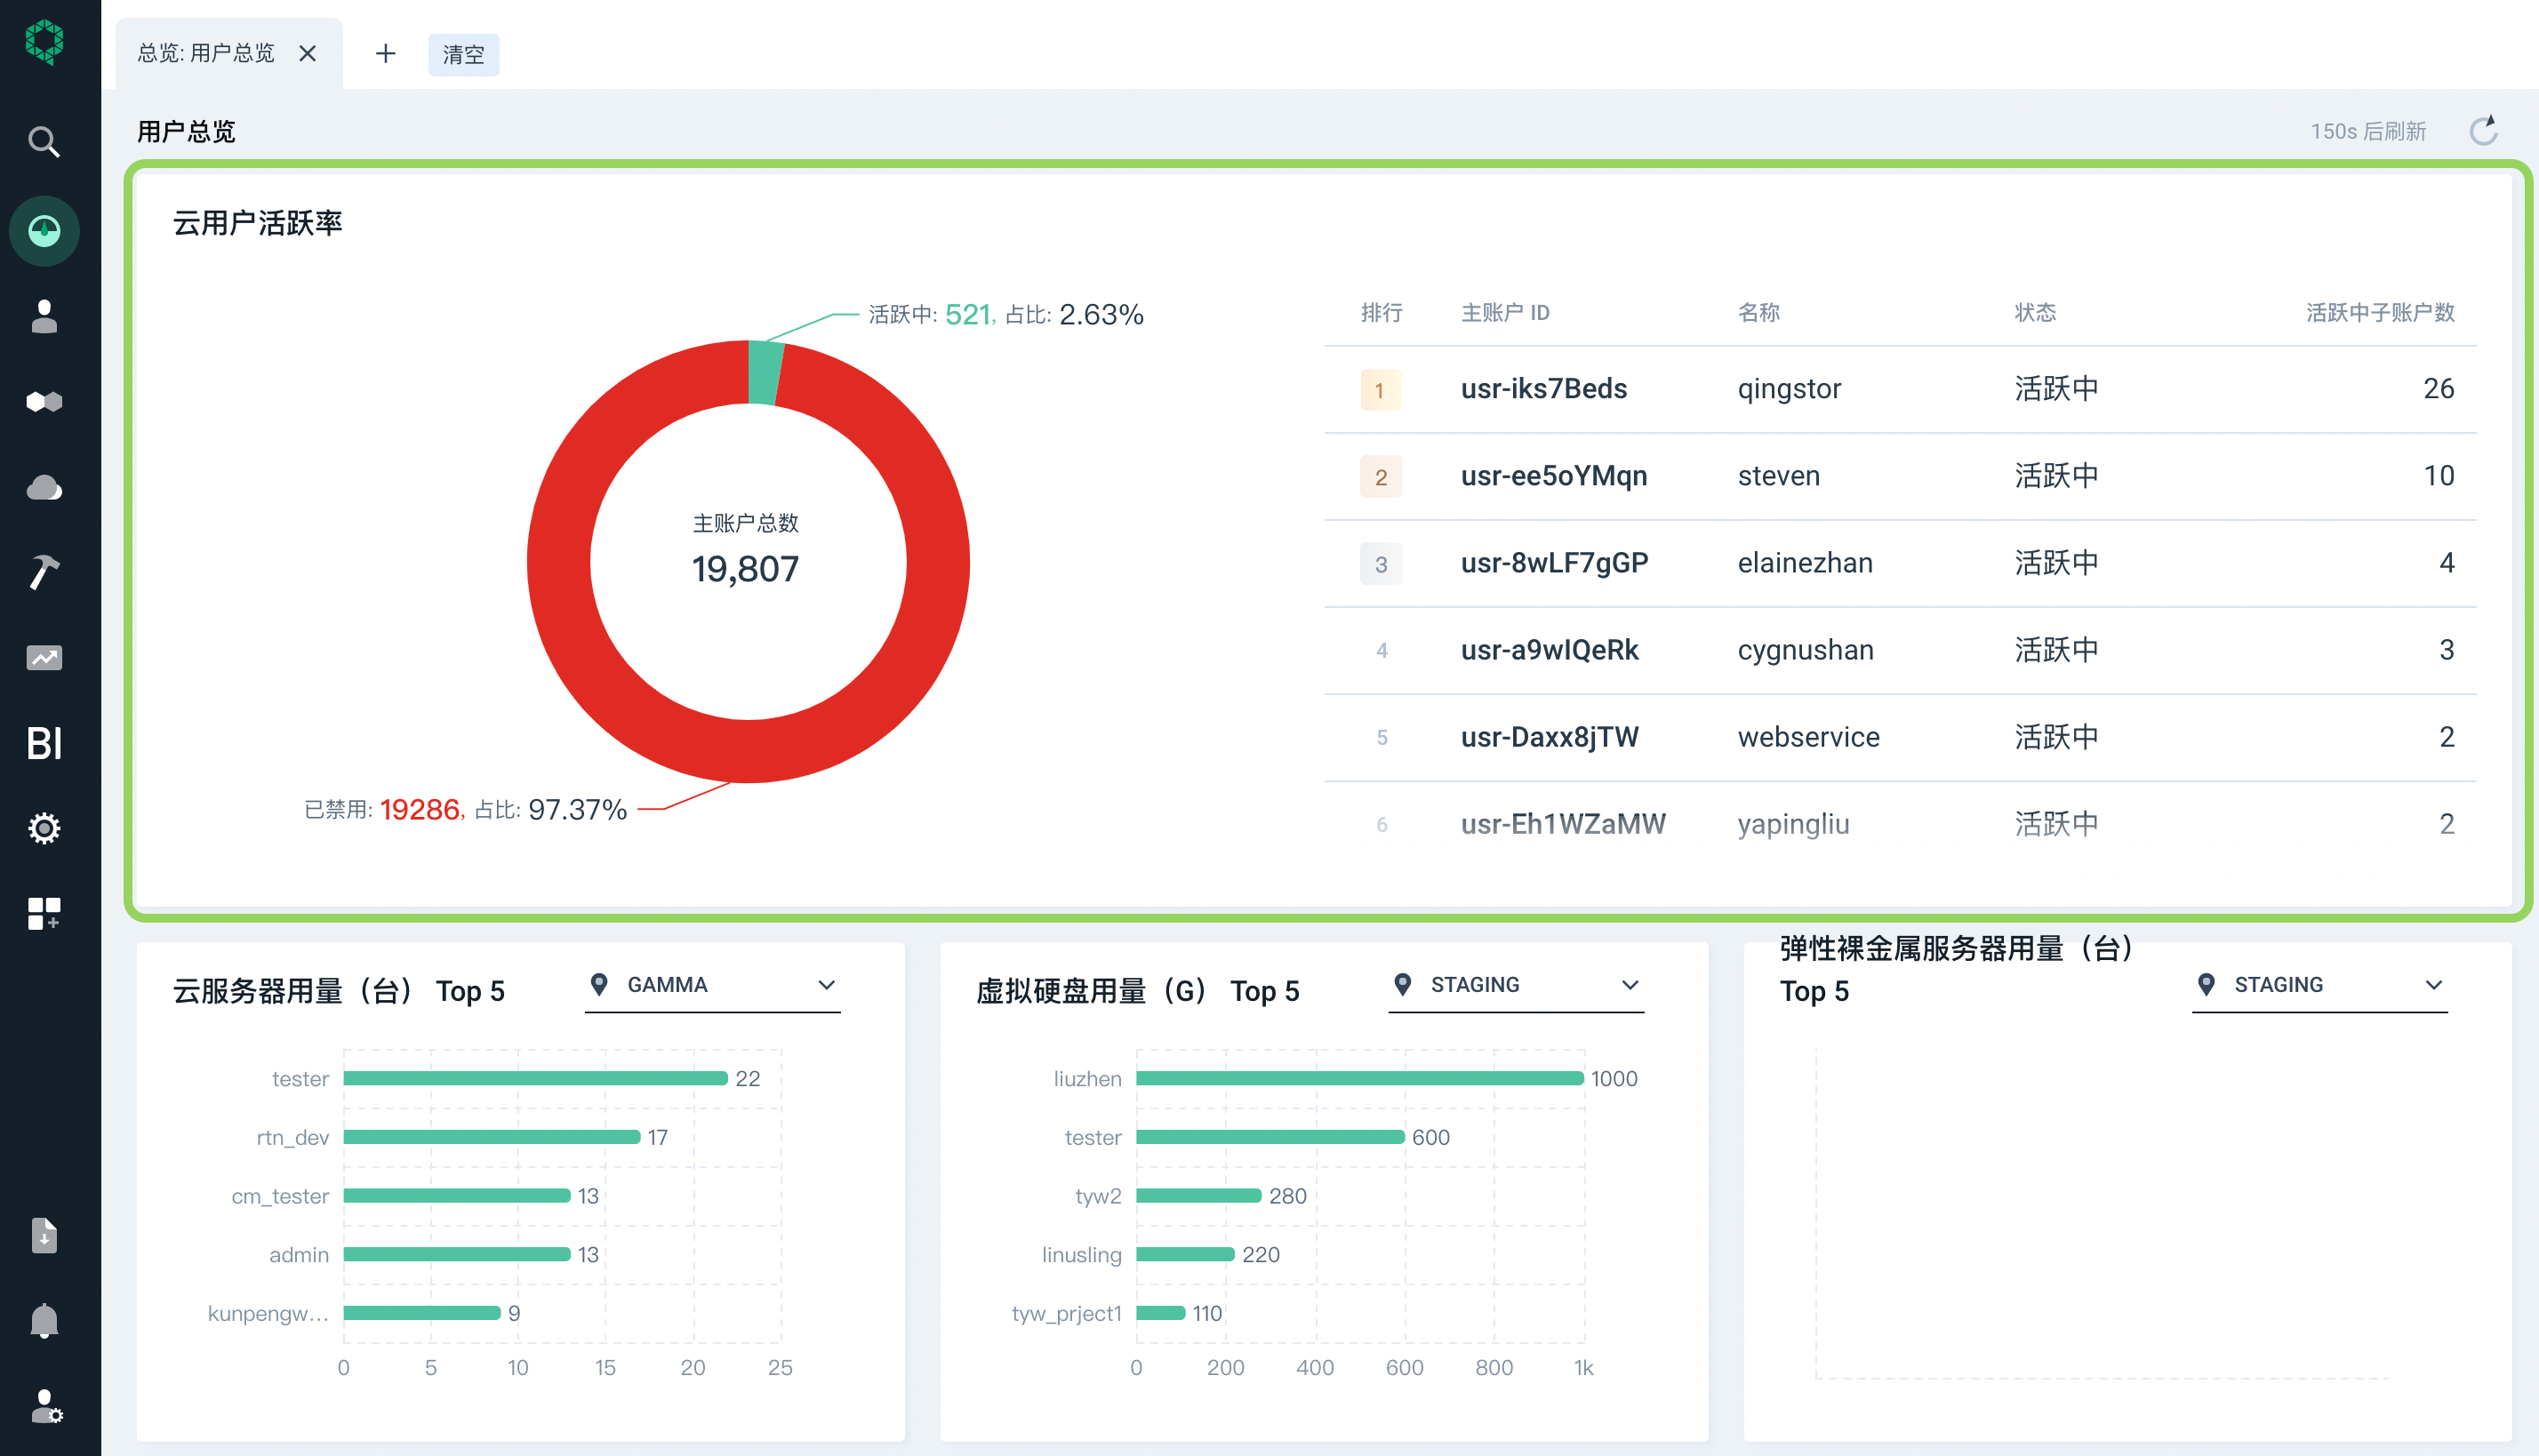 总览: 用户总览
清空
用户总览
150s 后刷新
云用户活跃率
活跃中: 521, 占比: 2.63%
主账户总数
19,807
已禁用: 19286, 占比: 97.37%
排行 主账户 ID 名称 状态 活跃中子账户数
1 usr-iks7Beds qingstor 活跃中 26
2 usr-ee5oYMqn steven 活跃中 10
3 usr-8wLF7gGP elainezhan 活跃中 4
4 usr-a9wIQeRk cygnushan 活跃中 3
5 usr-Daxx8jTW webservice 活跃中 2
6 usr-Eh1WZaMW yapingliu 活跃中 2
BI
云服务器用量（台） Top 5
GAMMA
tester 22
rtn_dev 17
cm_tester 13
admin 13
kunpengw... 9
0 5 10 15 20 25
虚拟硬盘用量（G） Top 5
STAGING
liuzhen 1000
tester 600
tyw2 280
linusling 220
tyw_prject1 110
0 200 400 600 800 1k
弹性裸金属服务器用量（台）
Top 5
STAGING